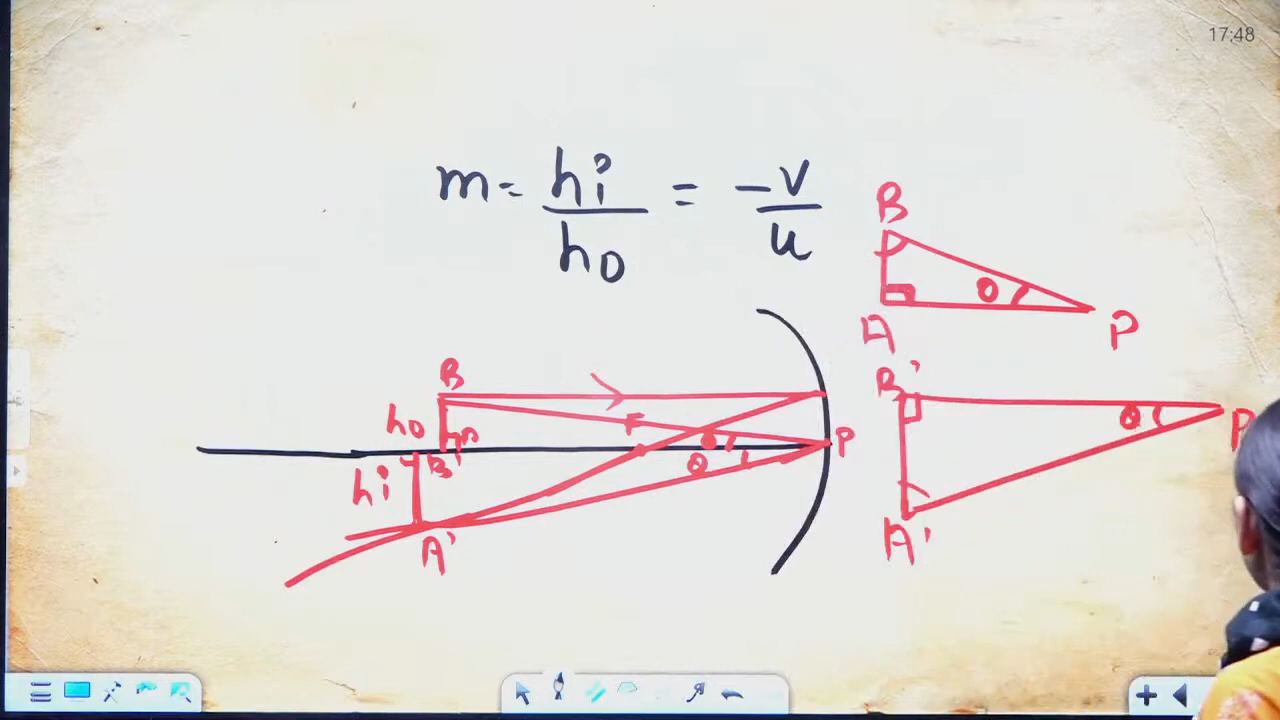 17:48
m = hi/ho = -v/u
B
θ
A
P
B'
θ
P
A'
B
ho
hi
B'
θ
θ
P
A'